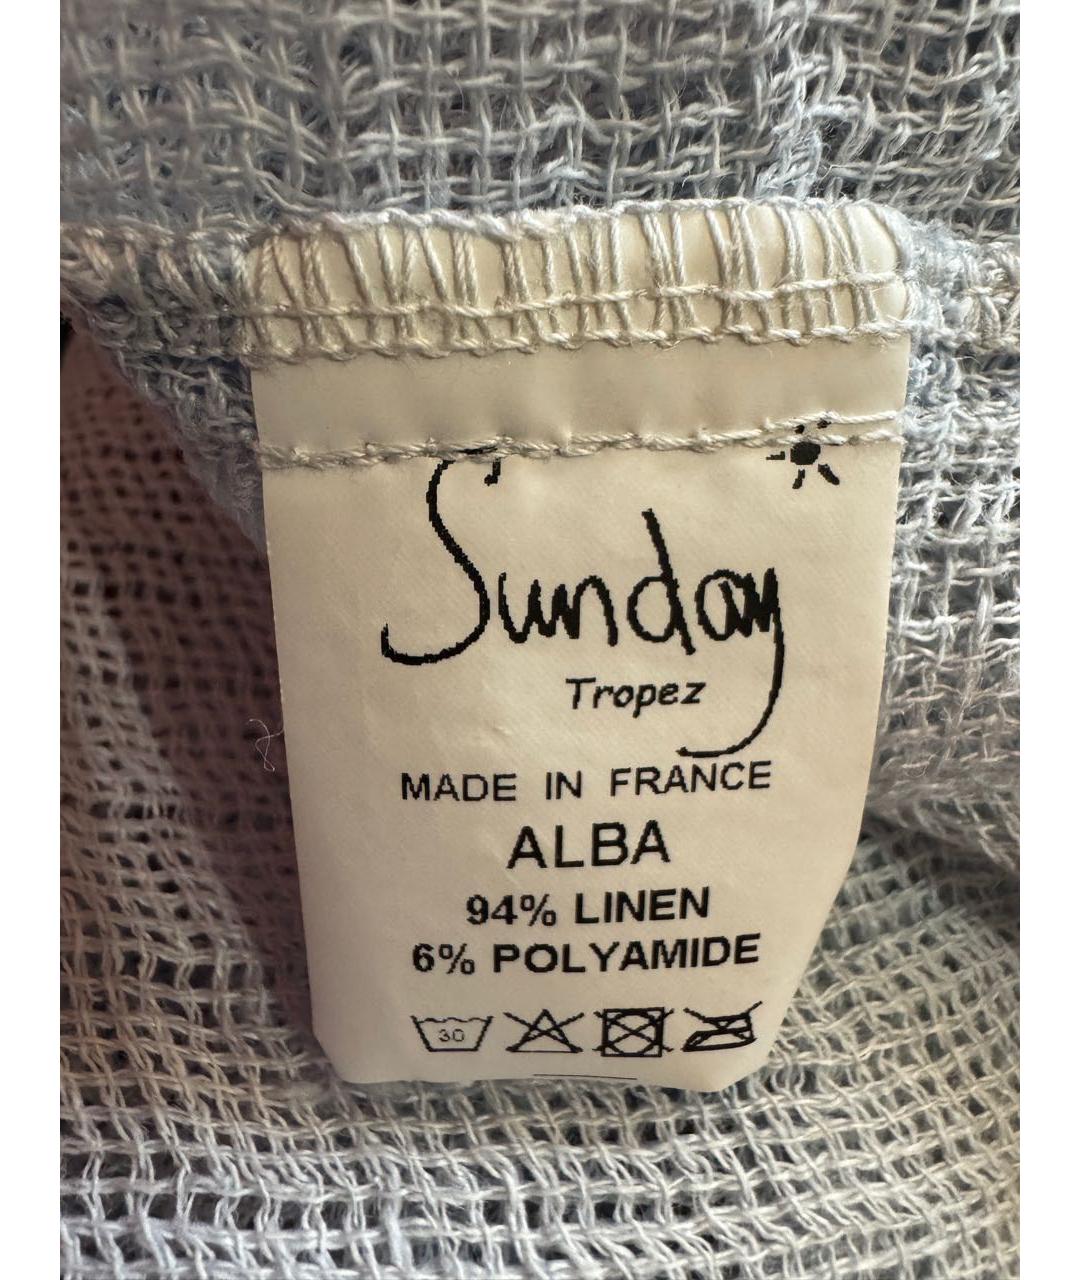 Sunday
Tropez
MADE IN FRANCE
ALBA
94% LINEN
6% POLYAMIDE
30